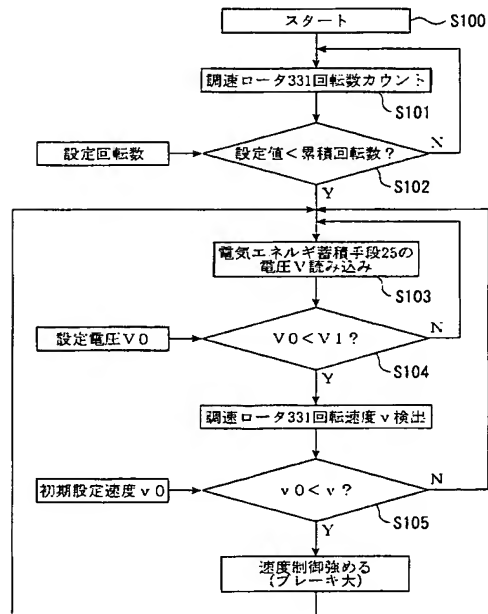 スタート
S100
調速ロータ331回転数カウント
S101
設定回転数
設定値<累積回転数?
N
S102
Y
電気エネルギ蓄積手段25の
電圧V読み込み
S103
設定電圧V0
V0<V1?
N
S104
Y
調速ロータ331回転速度v検出
初期設定速度v0
v0<v?
N
S105
Y
速度制御強める
(ブレーキ大)